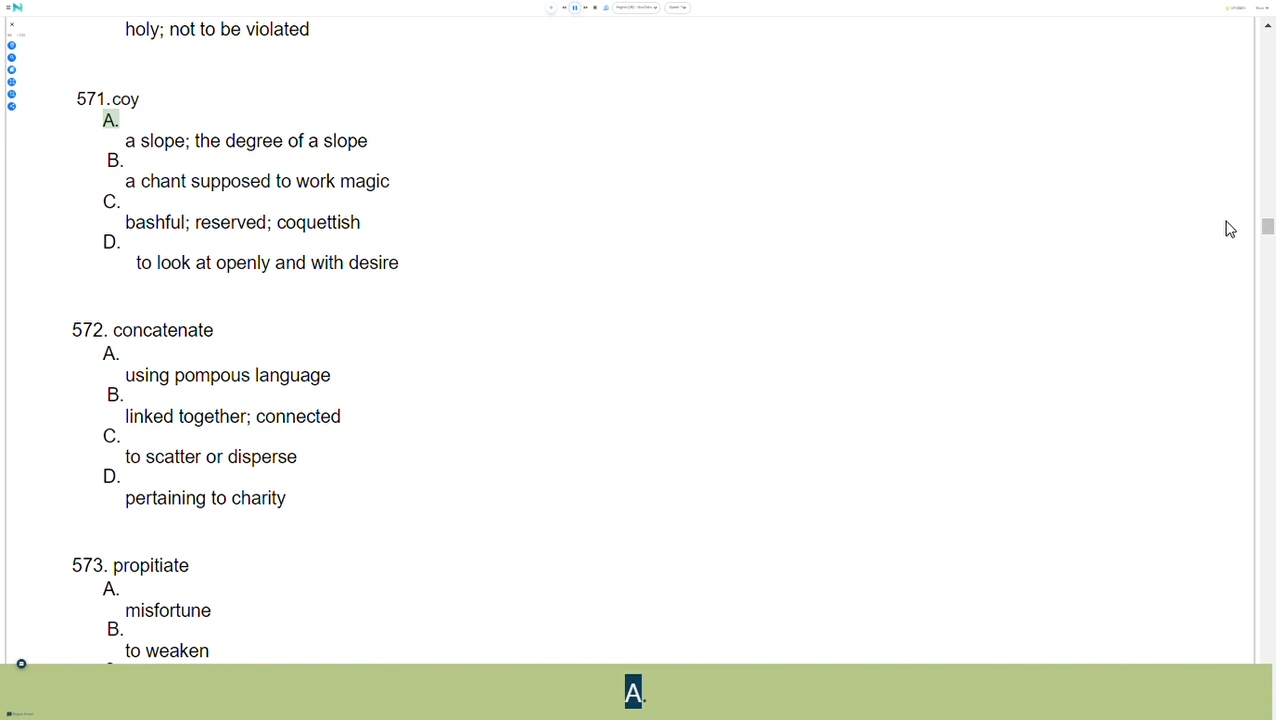 holy; not to be violated
571.coy
A.
a slope; the degree of a slope
B.
a chant supposed to work magic
C.
bashful; reserved; coquettish
D.
to look at openly and with desire
572. concatenate
A.
using pompous language
B.
linked together; connected
C.
to scatter or disperse
D.
pertaining to charity
573. propitiate
A.
misfortune
B.
to weaken
A.